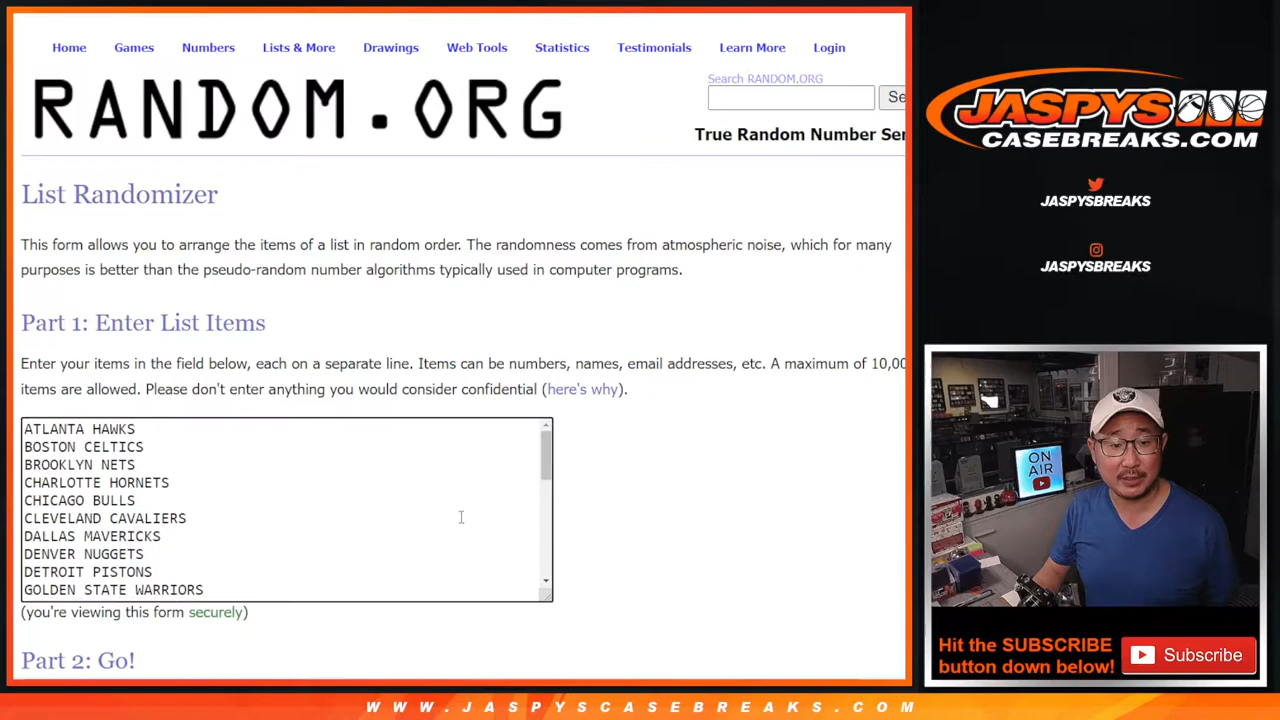 Home Games Numbers Lists & More Drawings Web Tools Statistics Testimonials Learn More Login
RANDOM.ORG
Search RANDOM.ORG
Se
True Random Number Ser
List Randomizer
This form allows you to arrange the items of a list in random order. The randomness comes from atmospheric noise, which for many
purposes is better than the pseudo-random number algorithms typically used in computer programs.
Part 1: Enter List Items
Enter your items in the field below, each on a separate line. Items can be numbers, names, email addresses, etc. A maximum of 10,00
items are allowed. Please don't enter anything you would consider confidential (here's why).
ATLANTA HAWKS
BOSTON CELTICS
BROOKLYN NETS
CHARLOTTE HORNETS
CHICAGO BULLS
CLEVELAND CAVALIERS
DALLAS MAVERICKS
DENVER NUGGETS
DETROIT PISTONS
GOLDEN STATE WARRIORS
(you're viewing this form securely)
Part 2: Go!
JASPYS
CASEBREAKS.COM
JASPYSBREAKS
JASPYSBREAKS
ON
AIR
Hit the SUBSCRIBE
button down below!
Subscribe
WWW.JASPYSCASEBREAKS.COM